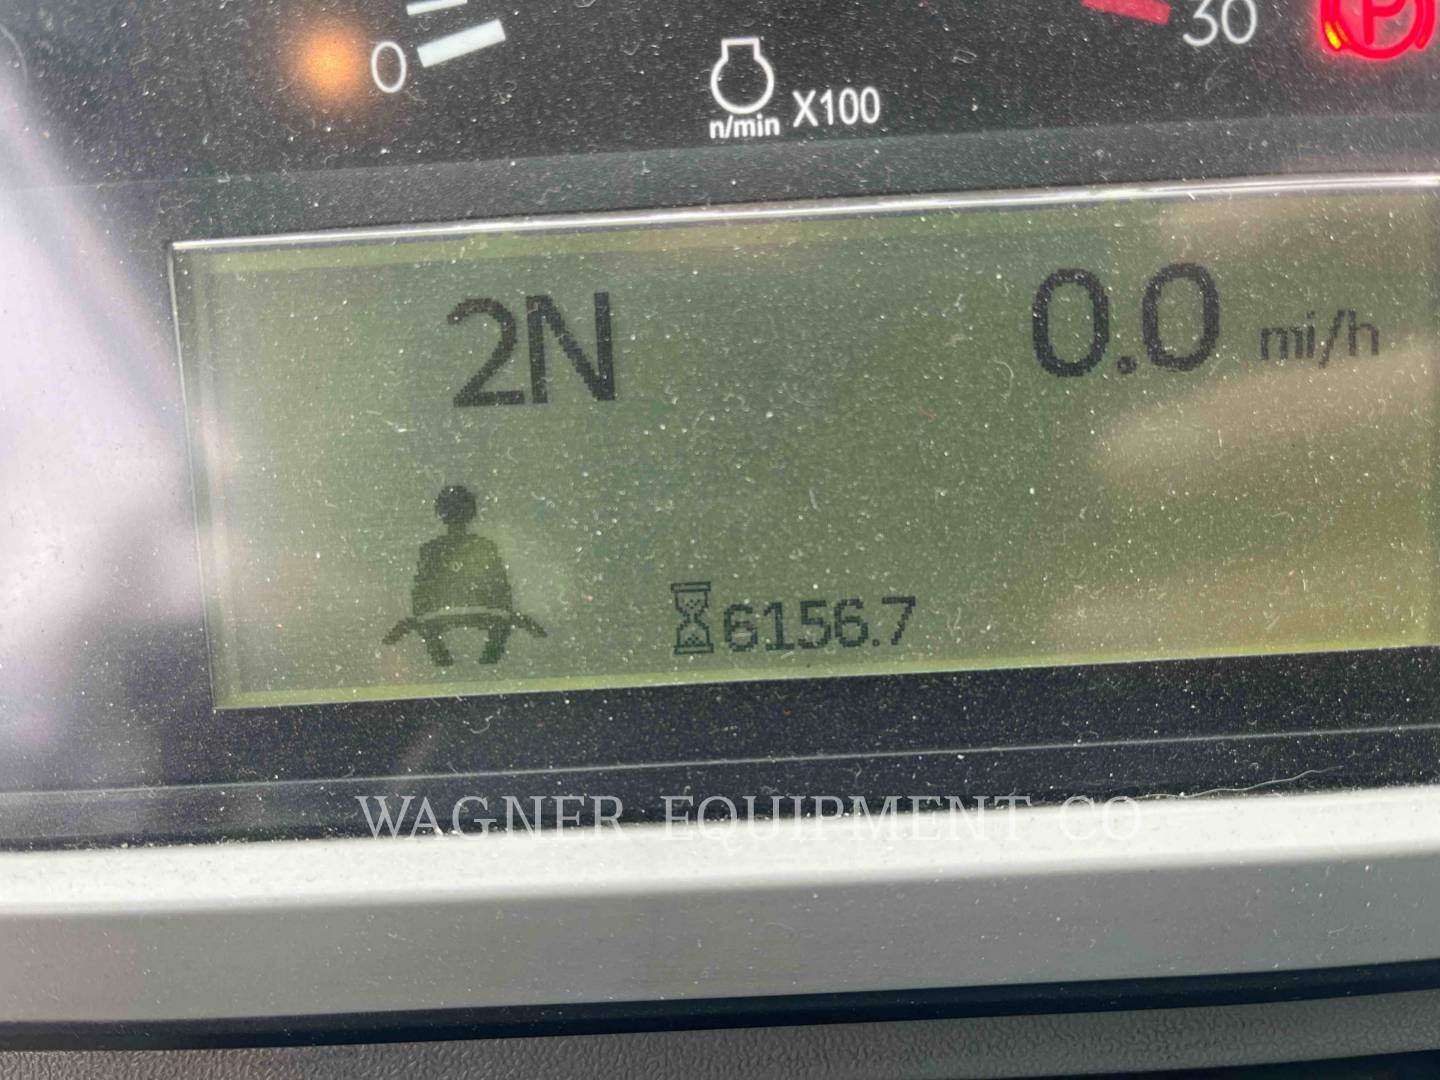 0
30
P
n/min X100
2N 0.0 mi/h
6156.7
WAGNER EQUIPMENT CO